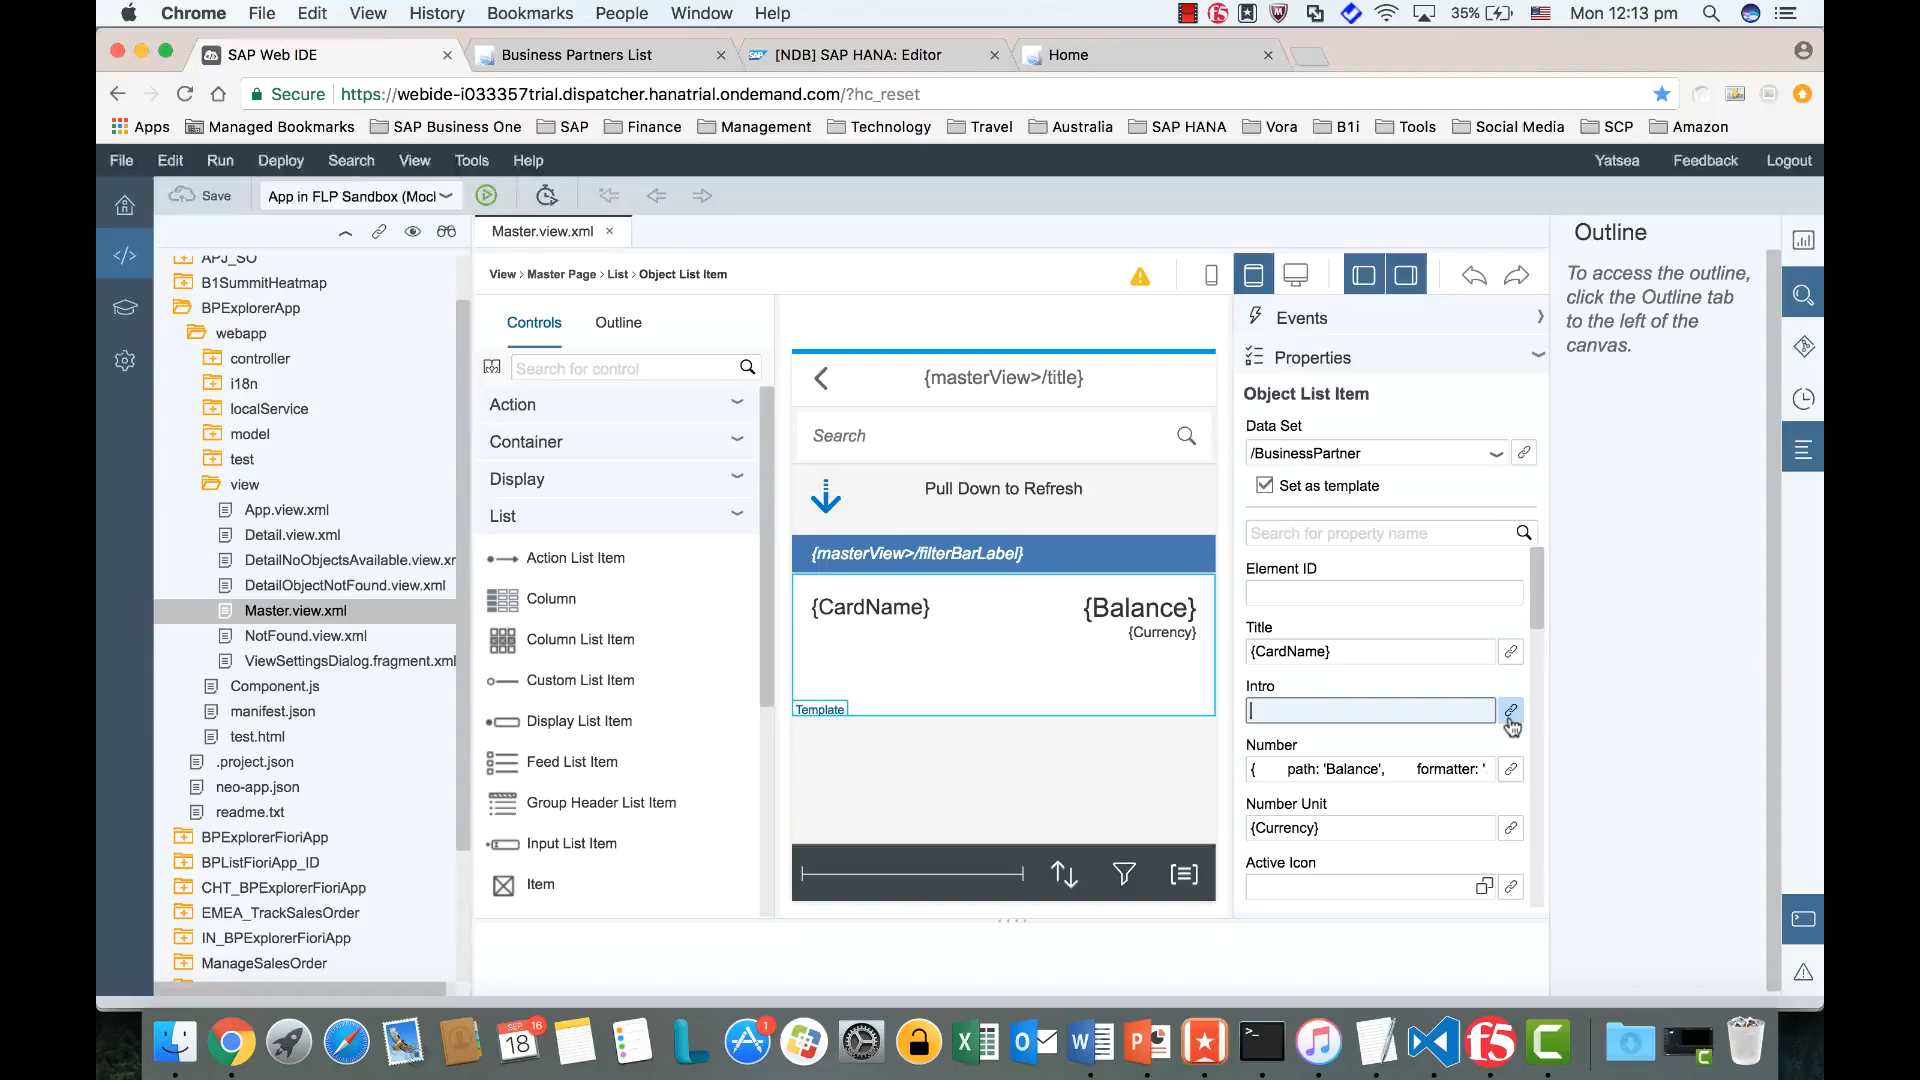 Chrome File Edit View History Bookmarks People Window Help 35% Mon 12:13 pm
SAP Web IDE × Business Partners List × SAP [NDB] SAP HANA: Editor × Home ×
Secure https://webide-i033357trial.dispatcher.hanatrial.ondemand.com/?hc_reset
Apps Managed Bookmarks SAP Business One SAP Finance Management Technology Travel Australia SAP HANA Vora B1i Tools Social Media SCP Amazon
File Edit Run Deploy Search View Tools Help Yatsea Feedback Logout
Save App in FLP Sandbox (Mocl
APJ_SO
B1SummitHeatmap
BPExplorerApp
webapp
controller
i18n
localService
model
test
view
App.view.xml
Detail.view.xml
DetailNoObjectsAvailable.view.xr
DetailObjectNotFound.view.xml
Master.view.xml
NotFound.view.xml
ViewSettingsDialog.fragment.xml
Component.js
manifest.json
test.html
.project.json
neo-app.json
readme.txt
BPExplorerFioriApp
BPListFioriApp_ID
CHT_BPExplorerFioriApp
EMEA_TrackSalesOrder
IN_BPExplorerFioriApp
ManageSalesOrder
Master.view.xml ×
View › Master Page › List › Object List Item
Controls Outline
Search for control
Action
Container
Display
List
Action List Item
Column
Column List Item
Custom List Item
Display List Item
Feed List Item
Group Header List Item
Input List Item
Item
{masterView>/title}
Search
Pull Down to Refresh
{masterView>/filterBarLabel}
{CardName} {Balance}
{Currency}
Template
Events
Properties
Object List Item
Data Set
/BusinessPartner
Set as template
Search for property name
Element ID
Title
{CardName}
Intro
Number
{ path: 'Balance', formatter: '
Number Unit
{Currency}
Active Icon
Outline
To access the outline,
click the Outline tab
to the left of the
canvas.
SEP 16
18
1
f5